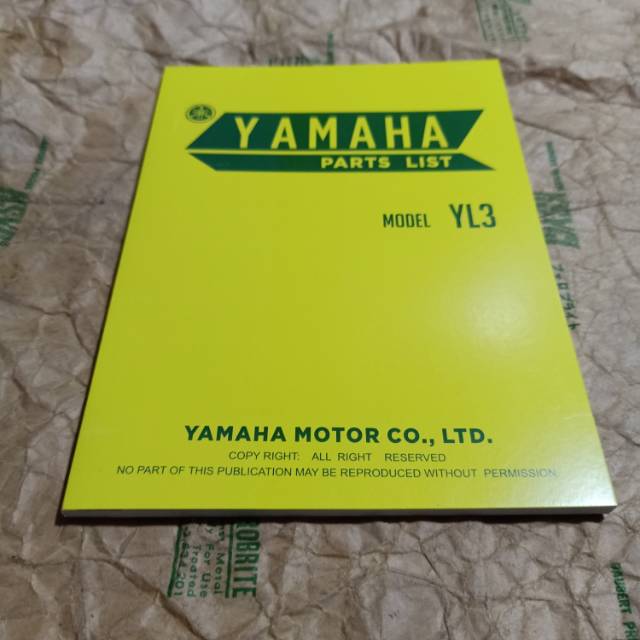 YAMAHA
PARTS LIST
MODEL YL3
YAMAHA MOTOR CO., LTD.
COPY RIGHT: ALL RIGHT RESERVED
NO PART OF THIS PUBLICATION MAY BE REPRODUCED WITHOUT PERMISSION.